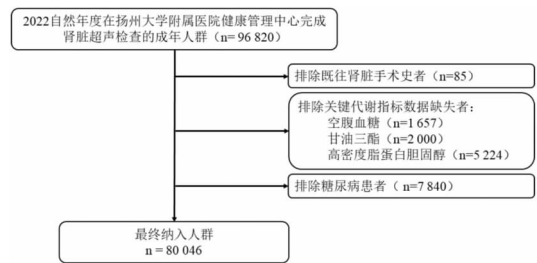 2022自然年度在扬州大学附属医院健康管理中心完成
肾脏超声检查的成年人群（n= 96 820）
排除既往肾脏手术史者（n=85）
排除关键代谢指标数据缺失者：
空腹血糖（n=1 657）
甘油三酯（n=2 000）
高密度脂蛋白胆固醇（n=5 224）
排除糖尿病患者（ n=7 840）
最终纳入人群
n = 80 046